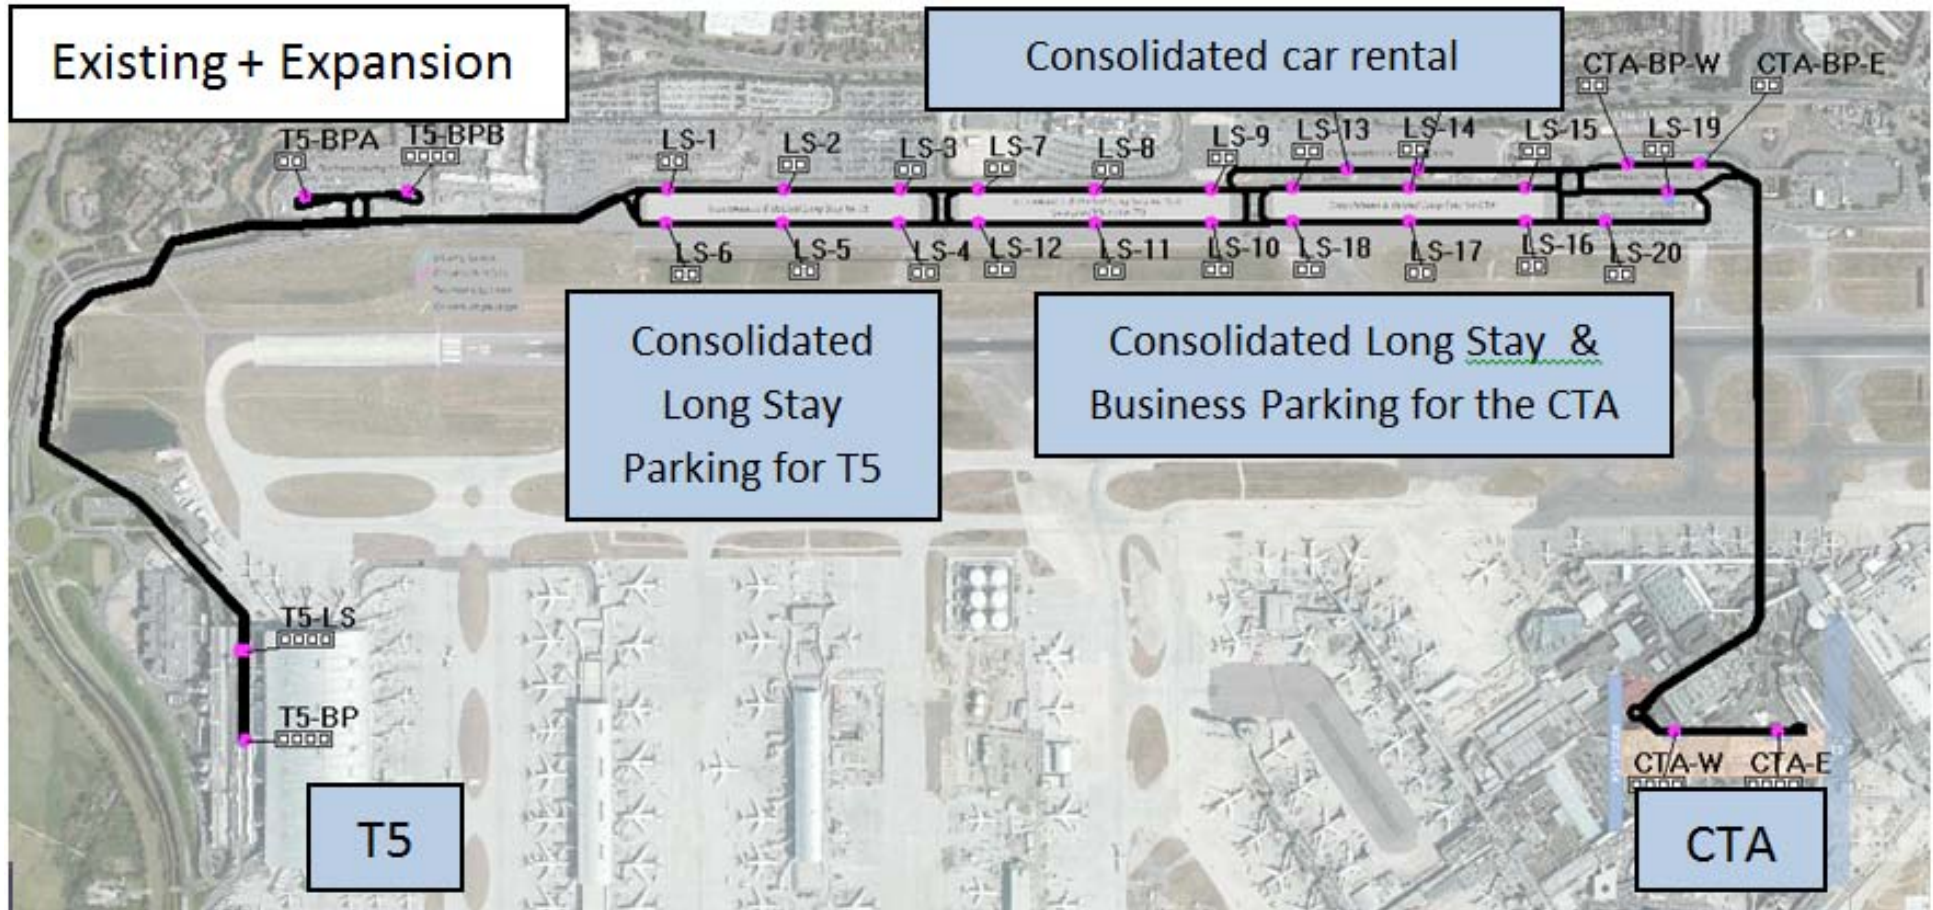 Existing + Expansion
Consolidated car rental
CTA-BP-W
CTA-BP-E
T5-BPA
T5-BPB
LS-1
LS-2
LS-3
LS-7
LS-8
LS-9
LS-13
LS-14
LS-15
LS-19
LS-6
LS-5
LS-4
LS-12
LS-11
LS-10
LS-18
LS-17
LS-16
LS-20
Consolidated
Long Stay
Parking for T5
Consolidated Long Stay &
Business Parking for the CTA
T5-LS
T5-BP
CTA-W
CTA-E
T5
CTA